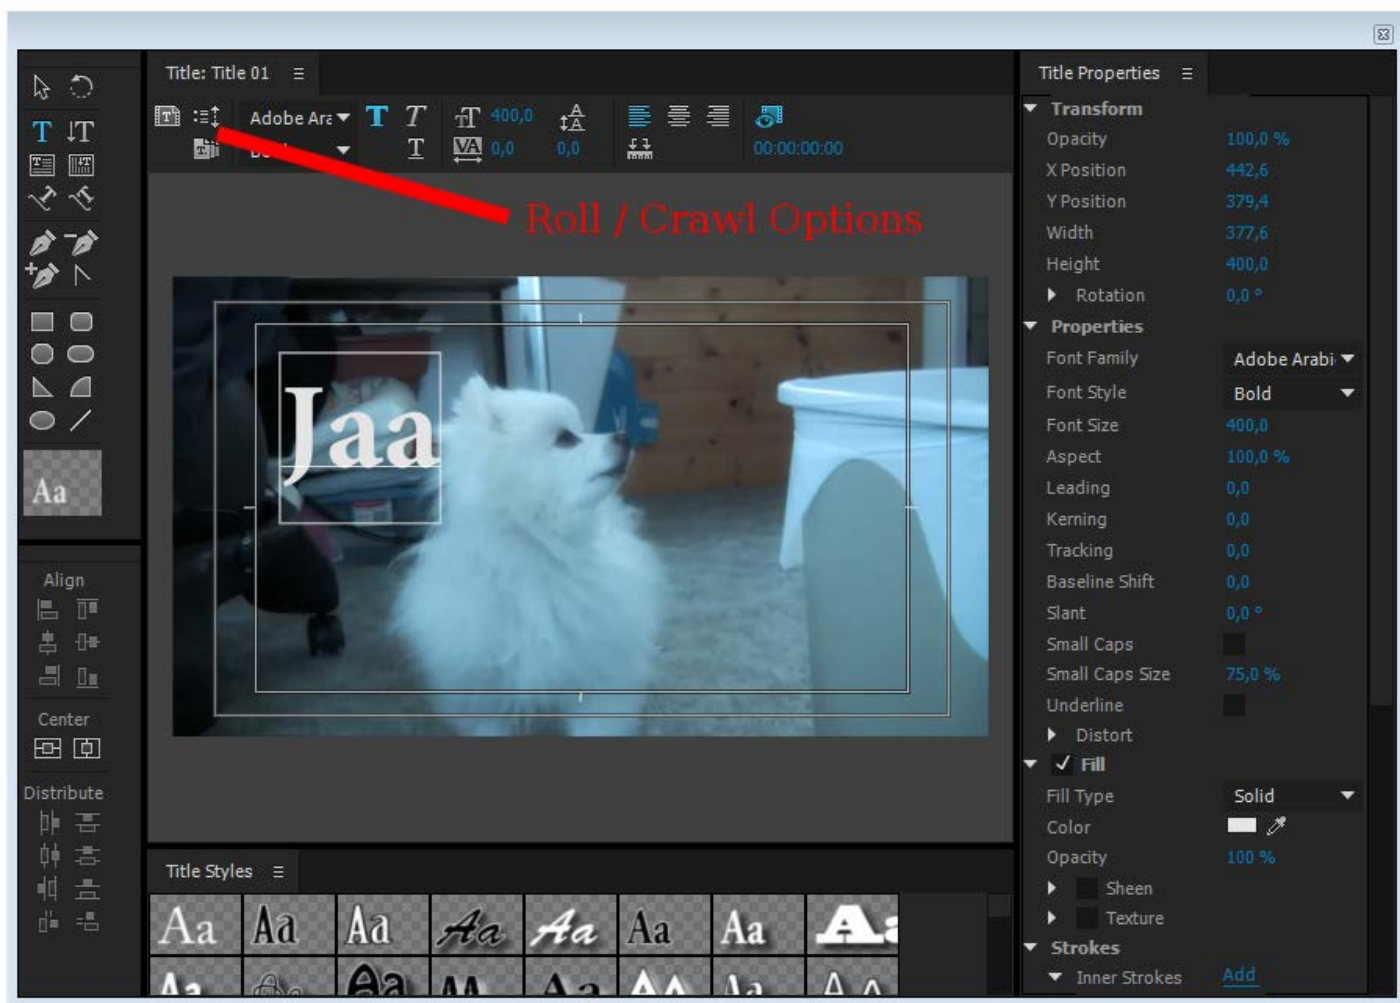 Title: Title 01
Adobe Ara
T T
400,0
T
VA 0,0
0,0
00:00:00:00
Roll / Crawl Options
Jaa
T T
Aa
Align
Center
Distribute
Title Styles
Aa Aa Aa Aa Aa Aa Aa Aa
Title Properties
Transform
Opacity 100,0 %
X Position 442,6
Y Position 379,4
Width 377,6
Height 400,0
Rotation 0,0 °
Properties
Font Family Adobe Arabi
Font Style Bold
Font Size 400,0
Aspect 100,0 %
Leading 0,0
Kerning 0,0
Tracking 0,0
Baseline Shift 0,0
Slant 0,0 °
Small Caps
Small Caps Size 75,0 %
Underline
Distort
Fill
Fill Type Solid
Color
Opacity 100 %
Sheen
Texture
Strokes
Inner Strokes Add